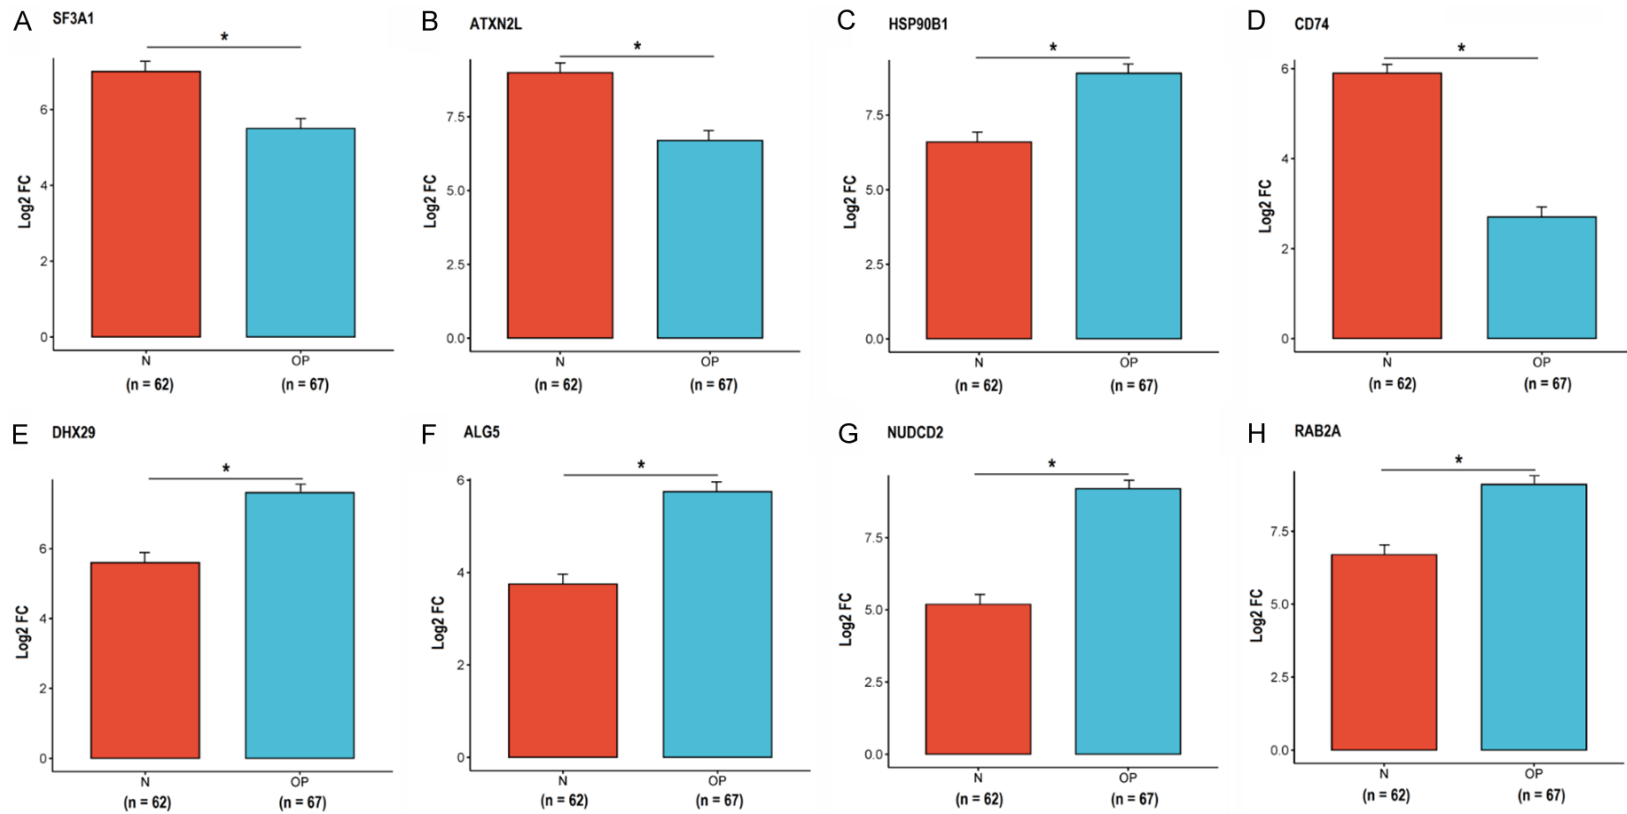 A SF3A1
*
Log2 FC
6
4
2
0
N OP
(n = 62) (n = 67)
B ATXN2L
*
Log2 FC
7.5
5.0
2.5
0.0
N OP
(n = 62) (n = 67)
C HSP90B1
*
Log2 FC
7.5
5.0
2.5
0.0
N OP
(n = 62) (n = 67)
D CD74
*
Log2 FC
6
4
2
0
N OP
(n = 62) (n = 67)
E DHX29
*
Log2 FC
6
4
2
0
N OP
(n = 62) (n = 67)
F ALG5
*
Log2 FC
6
4
2
0
N OP
(n = 62) (n = 67)
G NUDCD2
*
Log2 FC
7.5
5.0
2.5
0.0
N OP
(n = 62) (n = 67)
H RAB2A
*
Log2 FC
7.5
5.0
2.5
0.0
N OP
(n = 62) (n = 67)